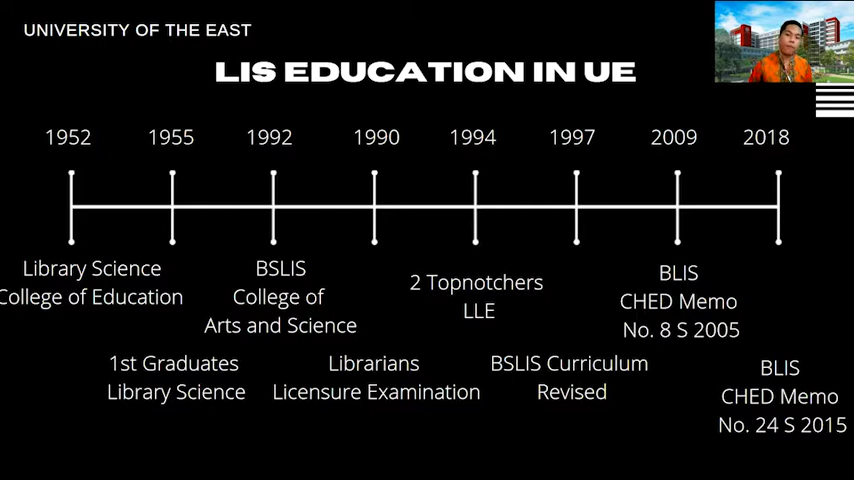 UNIVERSITY OF THE EAST
LIS EDUCATION IN UE
1952 1955 1992 1990 1994 1997 2009 2018
Library Science
College of Education
BSLIS
College of
Arts and Science
2 Topnotchers
LLE
BLIS
CHED Memo
No. 8 S 2005
1st Graduates
Library Science
Librarians
Licensure Examination
BSLIS Curriculum
Revised
BLIS
CHED Memo
No. 24 S 2015